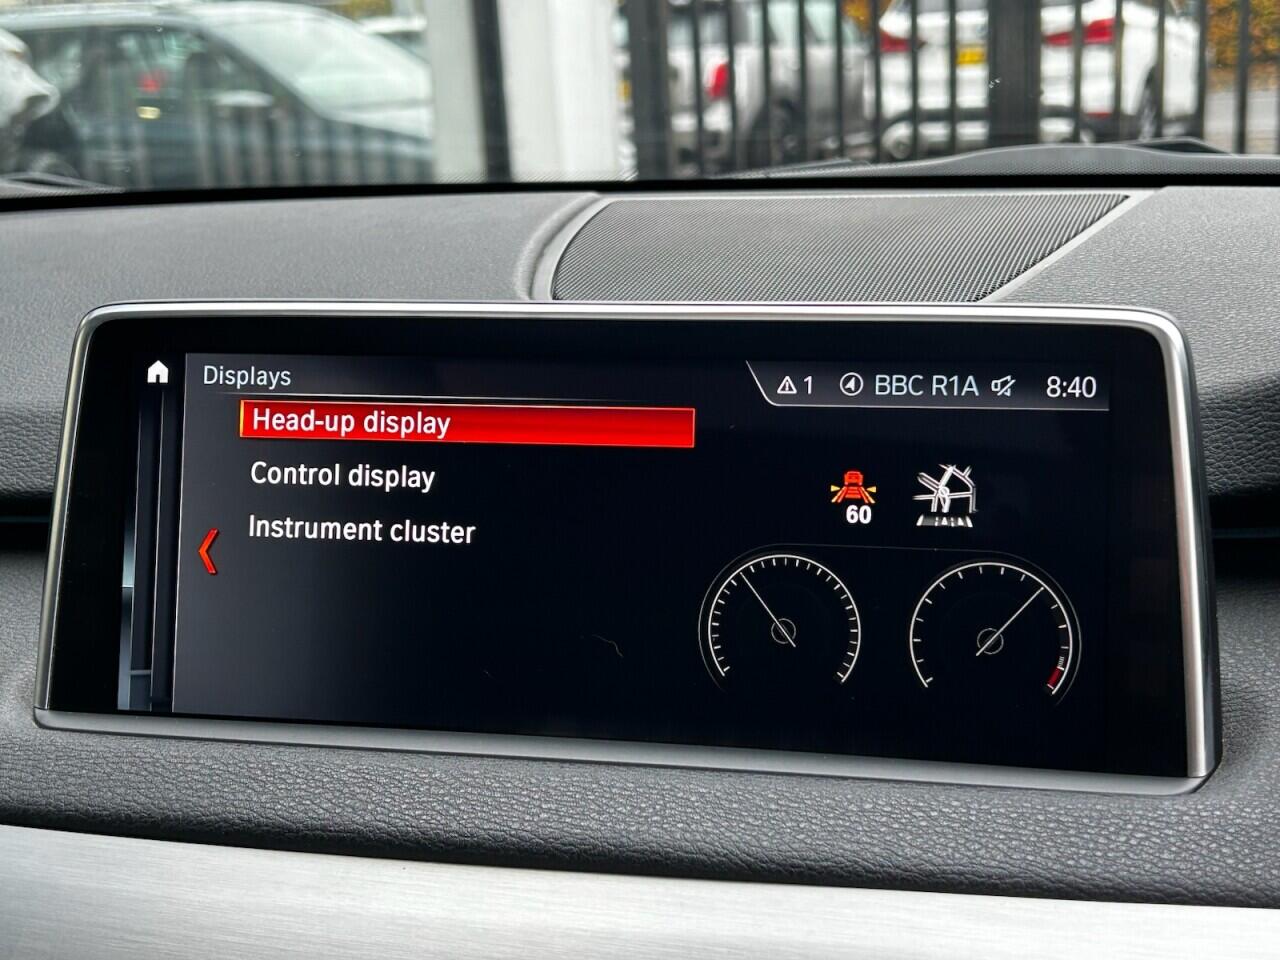 Displays
1 BBC R1A 8:40
Head-up display
Control display
Instrument cluster
60